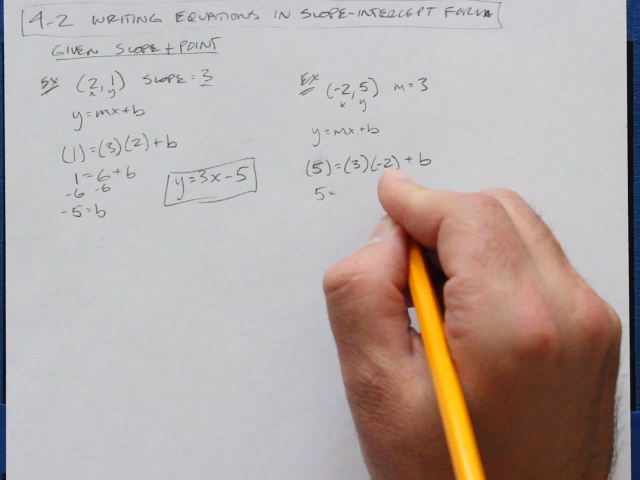 4-2 WRITING EQUATIONS IN SLOPE-INTERCEPT FORM
GIVEN SLOPE + POINT
EX (2, 1) SLOPE = 3
x y
y=mx+b
(1)=(3)(2)+b
1=6+b
-6 -6
-5=b
y=3x-5
EX (-2, 5) m=3
x y
y=mx+b
(5)=(3)(-2)+b
5=